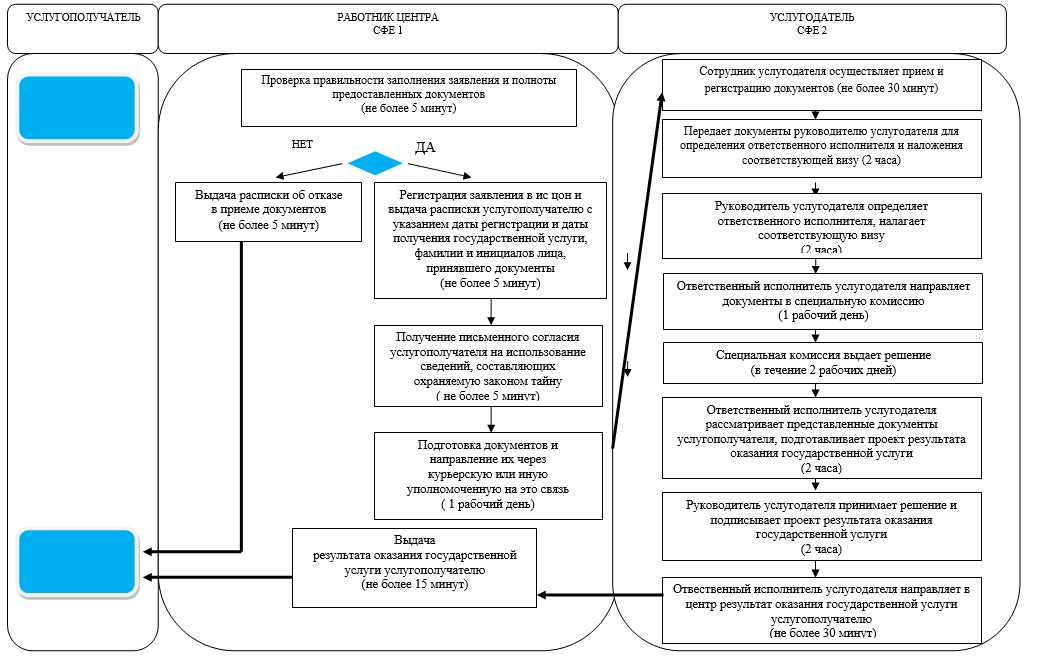 УСЛУГОПОЛУЧАТЕЛЬ
РАБОТНИК ЦЕНТРА
СФЕ 1
УСЛУГОДАТЕЛЬ
СФЕ 2
Проверка правильности заполнения заявления и полноты
предоставленных документов
(не более 5 минут)
НЕТ
ДА
Выдача расписки об отказе
в приеме документов
(не более 5 минут)
Регистрация заявления в ис цон и
выдача расписки услугополучателю с
указанием даты регистрации и даты
получения государственной услуги,
фамилии и инициалов лица,
принявшего документы
(не более 5 минут)
Получение письменного согласия
услугополучателя на использование
сведений, составляющих
охраняемую законом тайну
( не более 5 минут)
Подготовка документов и
направление их через
курьерскую или иную
уполномоченную на это связь
( 1 рабочий день)
Выдача
результата оказания государственной
услуги услугополучателю
(не более 15 минут)
Сотрудник услугодателя осуществляет прием и
регистрацию документов (не более 30 минут)
Передает документы руководителю услугодателя для
определения ответственного исполнителя и наложения
соответствующей визу (2 часа)
Руководитель услугодателя определяет
ответственного исполнителя, налагает
соответствующую визу
(2 часа)
Ответственный исполнитель услугодателя направляет
документы в специальную комиссию
(1 рабочий день)
Специальная комиссия выдает решение
(в течение 2 рабочих дней)
Ответственный исполнитель услугодателя
рассматривает представленные документы
услугополучателя, подготавливает проект результата
оказания государственной услуги
(2 часа)
Руководитель услугодателя принимает решение и
подписывает проект результата оказания
государственной услуги
(2 часа)
Отвественный исполнитель услугодателя направляет в
центр результат оказания государственной услуги
услугополучателю
(не более 30 минут)